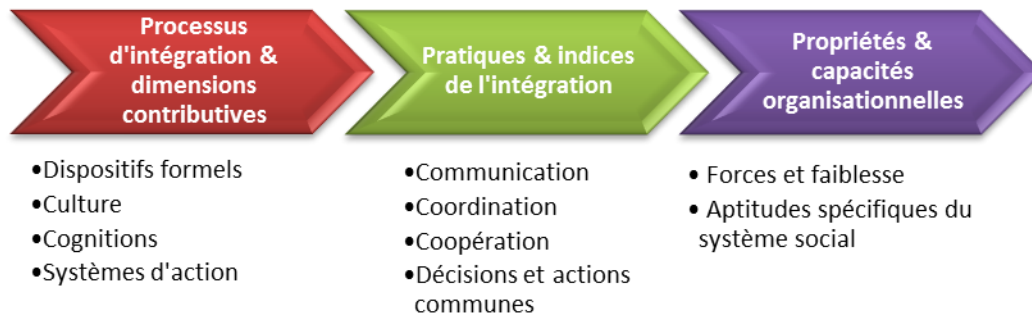 Processus
d'intégration &
dimensions
contributives
•Dispositifs formels
•Culture
•Cognitions
•Systèmes d'action
Pratiques & indices
de l'intégration
•Communication
•Coordination
•Coopération
•Décisions et actions
communes
Propriétés &
capacités
organisationnelles
• Forces et faiblesse
• Aptitudes spécifiques du
système social